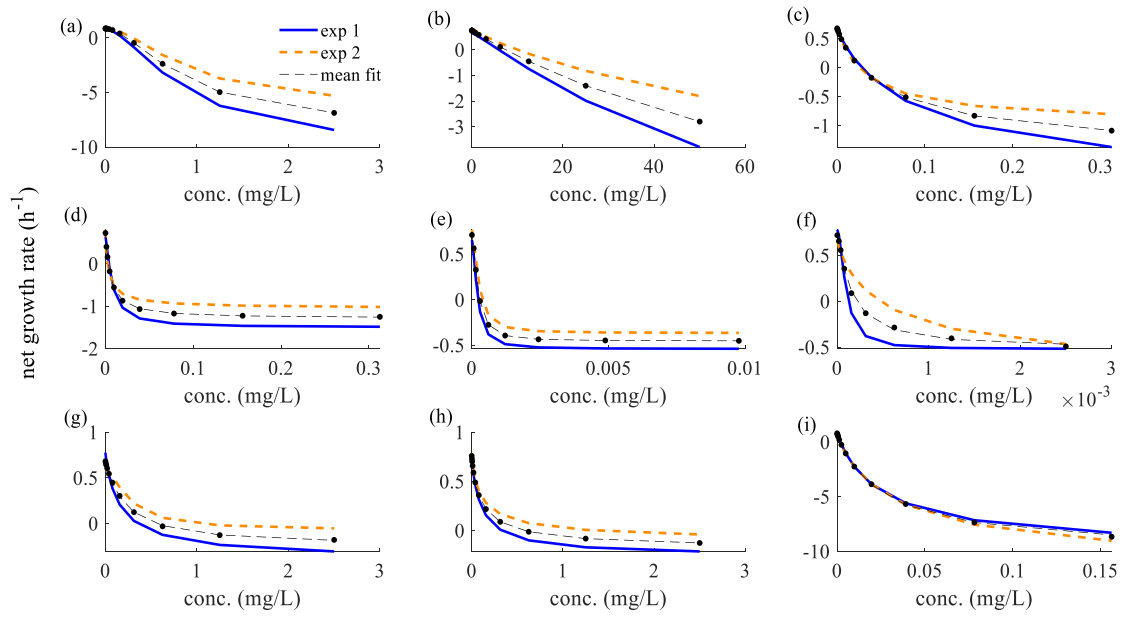 (a)
0
-5
-10
0
1
2
3
conc. (mg/L)
exp 1
exp 2
mean fit
(b)
0
-1
-2
-3
0
20
40
60
conc. (mg/L)
(c)
0.5
0
-0.5
-1
0
0.1
0.2
0.3
conc. (mg/L)
net growth rate (h-1)
(d)
0
-1
-2
0
0.1
0.2
0.3
conc. (mg/L)
(e)
0.5
0
-0.5
0
0.005
0.01
conc. (mg/L)
(f)
0.5
0
-0.5
0
1
2
3
conc. (mg/L)
×10-3
(g)
1
0.5
0
0
1
2
3
conc. (mg/L)
(h)
1
0.5
0
0
1
2
3
conc. (mg/L)
(i)
0
-5
-10
0
0.05
0.1
0.15
conc. (mg/L)